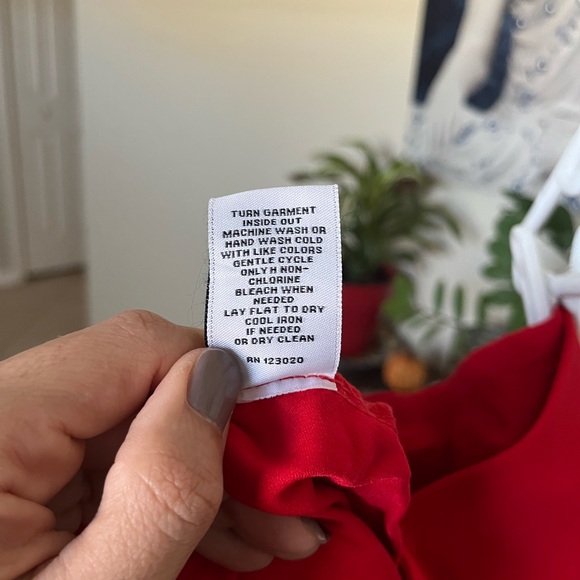 TURN GARMENT
INSIDE OUT
MACHINE WASH OR
HAND WASH COLD
WITH LIKE COLORS
GENTLE CYCLE
ONLY H NON-
CHLORINE
BLEACH WHEN
NEEDED
LAY FLAT TO DRY
COOL IRON
IF NEEDED
OR DRY CLEAN
RN 123020